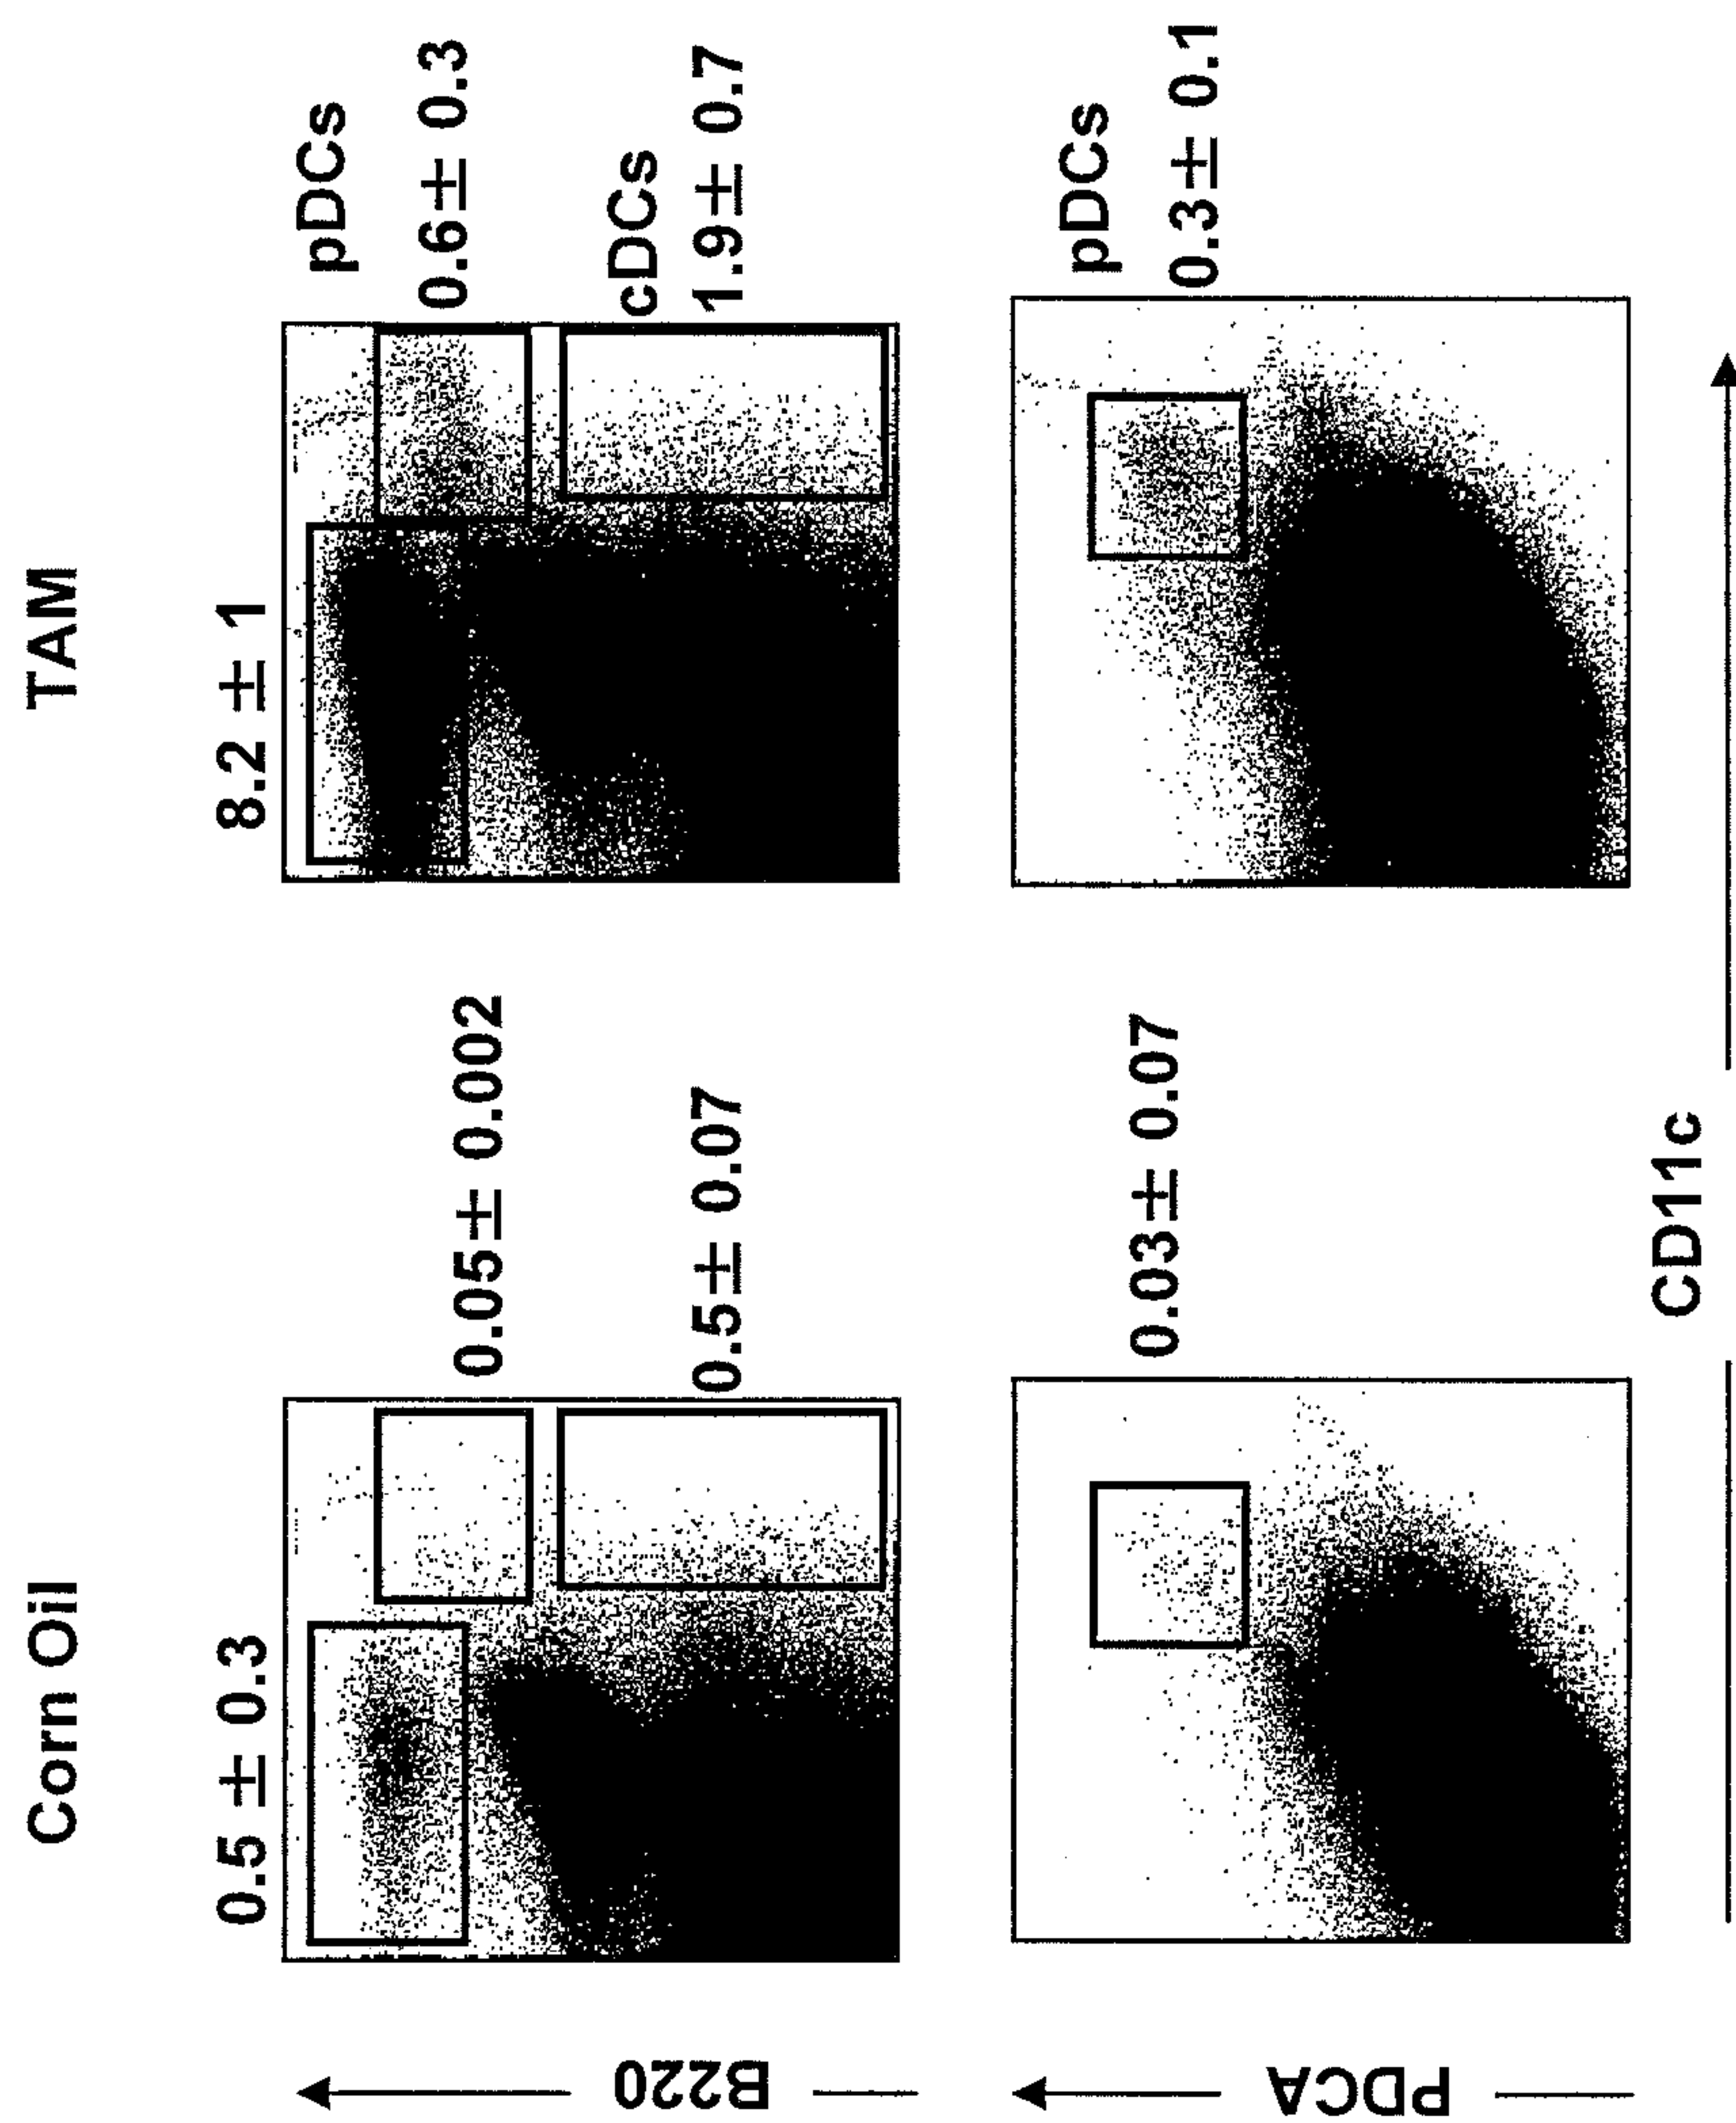 Corn Oil
TAM
0.5 ± 0.3
8.2 ± 1
pDCs
0.05± 0.002
0.6± 0.3
cDCs
0.5± 0.07
1.9± 0.7
B220
pDCs
0.03± 0.07
0.3± 0.1
PDCA
CD11c